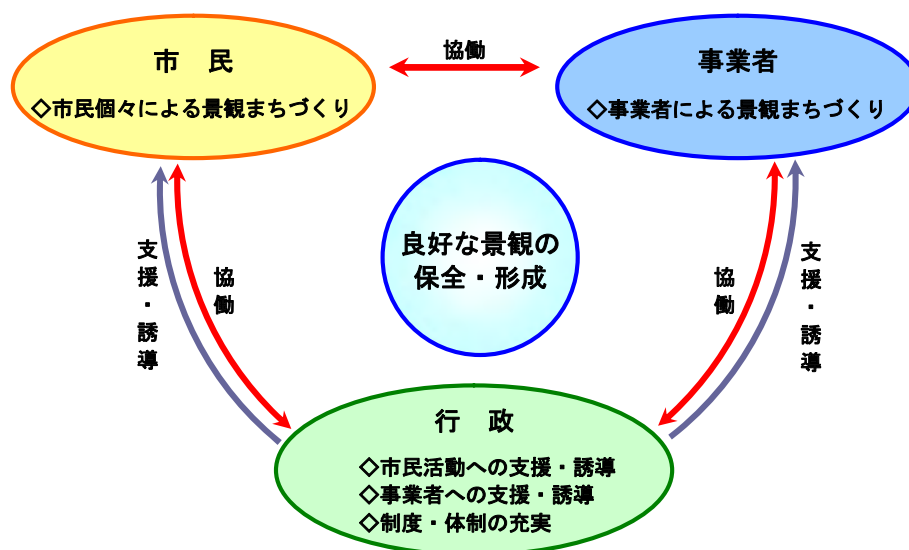 市　民
◇市民個々による景観まちづくり
協働
事業者
◇事業者による景観まちづくり
良好な景観の
保全・形成
支援・誘導
協働
協働
支援・誘導
行　政
◇市民活動への支援・誘導
◇事業者への支援・誘導
◇制度・体制の充実